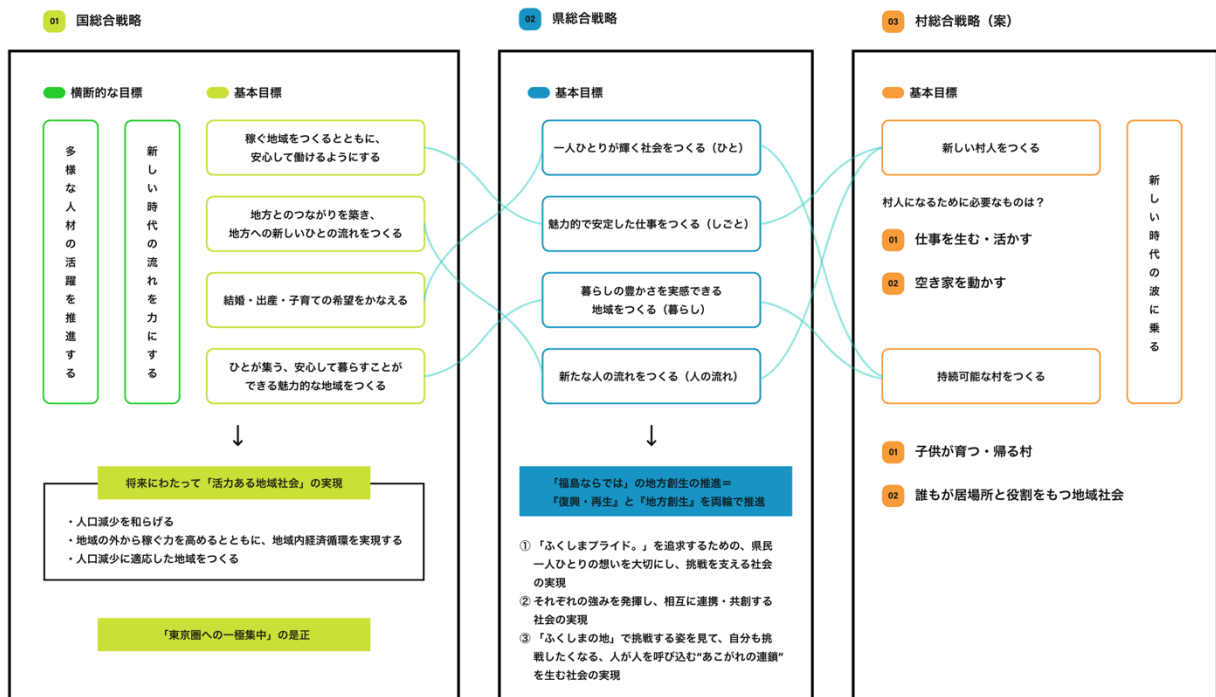 01 国総合戦略
横断的な目標
多様な人材の活躍を推進する
新しい時代の流れを力にする
基本目標
稼ぐ地域をつくるとともに、
安心して働けるようにする
地方とのつながりを築き、
地方への新しいひとの流れをつくる
結婚・出産・子育ての希望をかなえる
ひとが集う、安心して暮らすことが
できる魅力的な地域をつくる
↓
将来にわたって「活力ある地域社会」の実現
・人口減少を和らげる
・地域の外から稼ぐ力を高めるとともに、地域内経済循環を実現する
・人口減少に適応した地域をつくる
「東京圏への一極集中」の是正
02 県総合戦略
基本目標
一人ひとりが輝く社会をつくる（ひと）
魅力的で安定した仕事をつくる（しごと）
暮らしの豊かさを実感できる
地域をつくる（暮らし）
新たな人の流れをつくる（人の流れ）
↓
「福島ならでは」の地方創生の推進＝
『復興・再生』と『地方創生』を両輪で推進
① 「ふくしまプライド。」を追求するための、県民
一人ひとりの想いを大切にし、挑戦を支える社会
の実現
② それぞれの強みを発揮し、相互に連携・共創する
社会の実現
③ 「ふくしまの地」で挑戦する姿を見て、自分も挑
戦したくなる、人が人を呼び込む“あこがれの連鎖”
を生む社会の実現
03 村総合戦略（案）
基本目標
新しい村人をつくる
村人になるために必要なものは？
01 仕事を生む・活かす
02 空き家を動かす
持続可能な村をつくる
01 子供が育つ・帰る村
02 誰もが居場所と役割をもつ地域社会
新しい時代の波に乗る